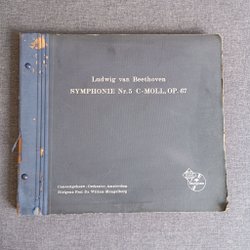 Ludwig van Beethoven
SYMPHONIE Nr. 5 C-MOLL, OP. 67
Concertgebouw-Orchester, Amsterdam
Dirigent: Prof. Dr. Willem Mengelberg